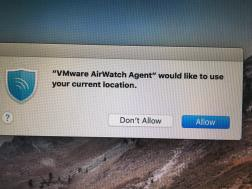 "VMware AirWatch Agent" would like to use
your current location.
?
Don't Allow
Allow